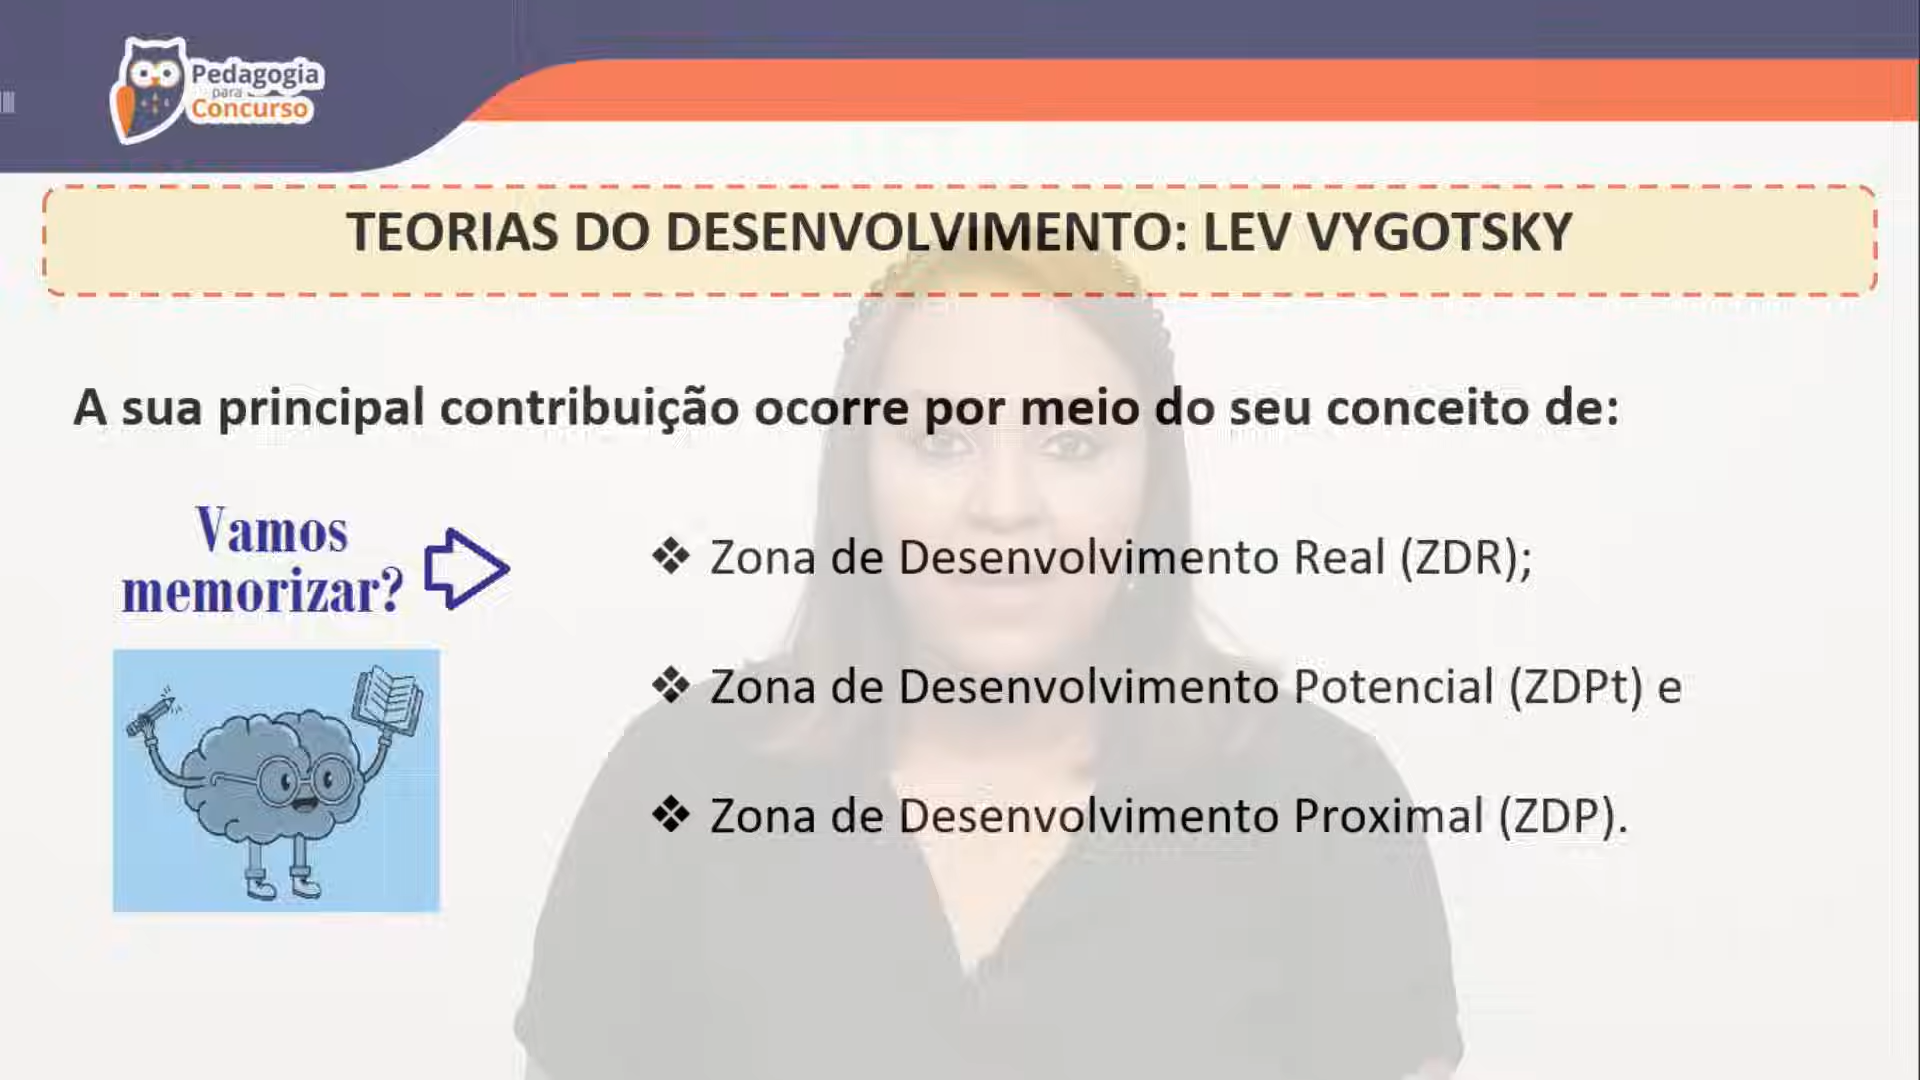 Pedagogia
para
Concurso
TEORIAS DO DESENVOLVIMENTO: LEV VYGOTSKY
A sua principal contribuição ocorre por meio do seu conceito de:
Vamos
memorizar?
❖ Zona de Desenvolvimento Real (ZDR);
❖ Zona de Desenvolvimento Potencial (ZDPt) e
❖ Zona de Desenvolvimento Proximal (ZDP).